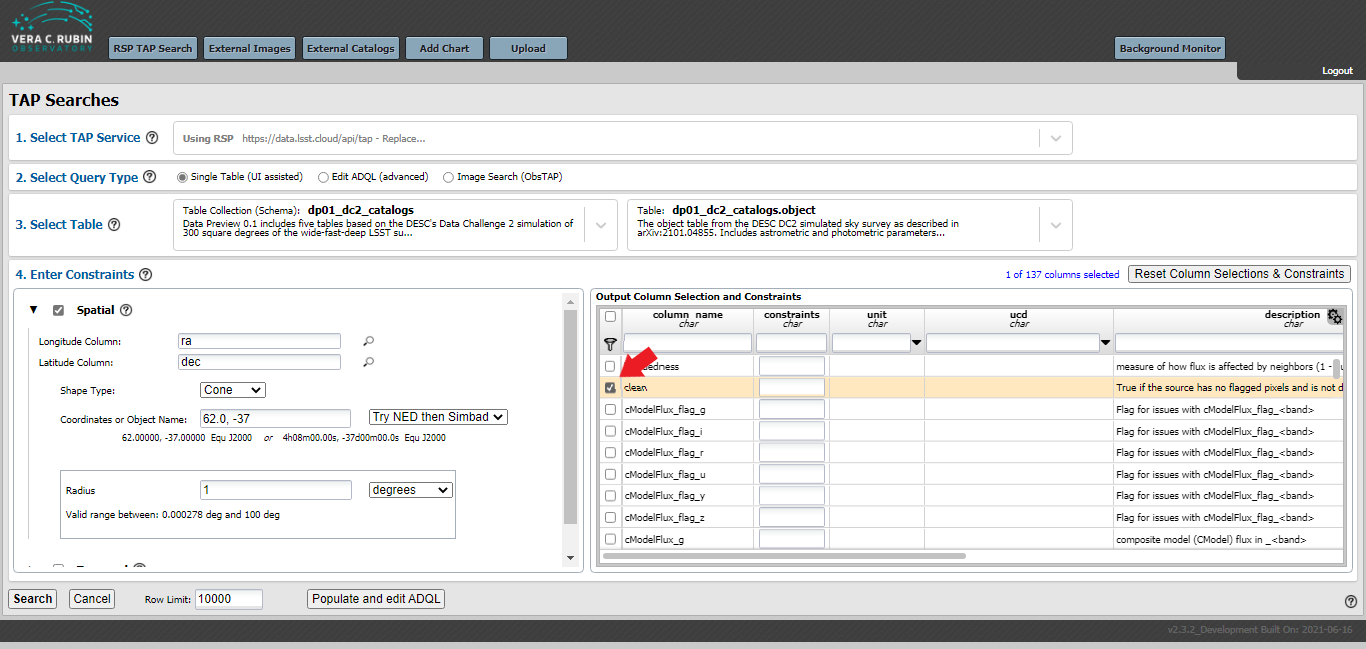 VERA C. RUBIN
OBSERVATORY
RSP TAP Search
External Images
External Catalogs
Add Chart
Upload
Background Monitor
Logout
TAP Searches
1. Select TAP Service ?
Using RSP https://data.lsst.cloud/api/tap - Replace...
2. Select Query Type ?
Single Table (UI assisted)
Edit ADQL (advanced)
Image Search (ObsTAP)
3. Select Table ?
Table Collection (Schema): dp01_dc2_catalogs
Data Preview 0.1 includes five tables based on the DESC's Data Challenge 2 simulation of
300 square degrees of the wide-fast-deep LSST su...
Table: dp01_dc2_catalogs.object
The object table from the DESC DC2 simulated sky survey as described in
arXiv:2101.04855. Includes astrometric and photometric parameters...
4. Enter Constraints ?
1 of 137 columns selected
Reset Column Selections & Constraints
Spatial ?
Longitude Column: ra
Latitude Column: dec
Shape Type: Cone
Coordinates or Object Name: 62.0, -37 Try NED then Simbad
62.00000, -37.00000 Equ J2000 or 4h08m00.00s, -37d00m00.0s Equ J2000
Radius 1 degrees
Valid range between: 0.000278 deg and 100 deg
Output Column Selection and Constraints
column_name constraints unit ucd description
char char char char char
measure of how flux is affected by neighbors (1 -
clean True if the source has no flagged pixels and is not d
cModelFlux_flag_g Flag for issues with cModelFlux_flag_<band>
cModelFlux_flag_i Flag for issues with cModelFlux_flag_<band>
cModelFlux_flag_r Flag for issues with cModelFlux_flag_<band>
cModelFlux_flag_u Flag for issues with cModelFlux_flag_<band>
cModelFlux_flag_y Flag for issues with cModelFlux_flag_<band>
cModelFlux_flag_z Flag for issues with cModelFlux_flag_<band>
cModelFlux_g composite model (CModel) flux in _<band>
Search
Cancel
Row Limit: 10000
Populate and edit ADQL
?
v2.3.2_Development Built On: 2021-06-16